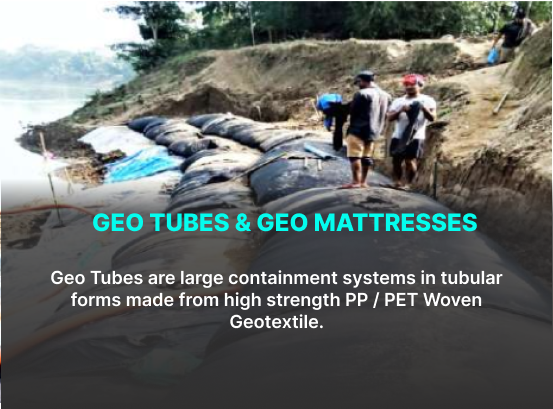 GEO TUBES & GEO MATTRESSES
Geo Tubes are large containment systems in tubular
forms made from high strength PP / PET Woven
Geotextile.